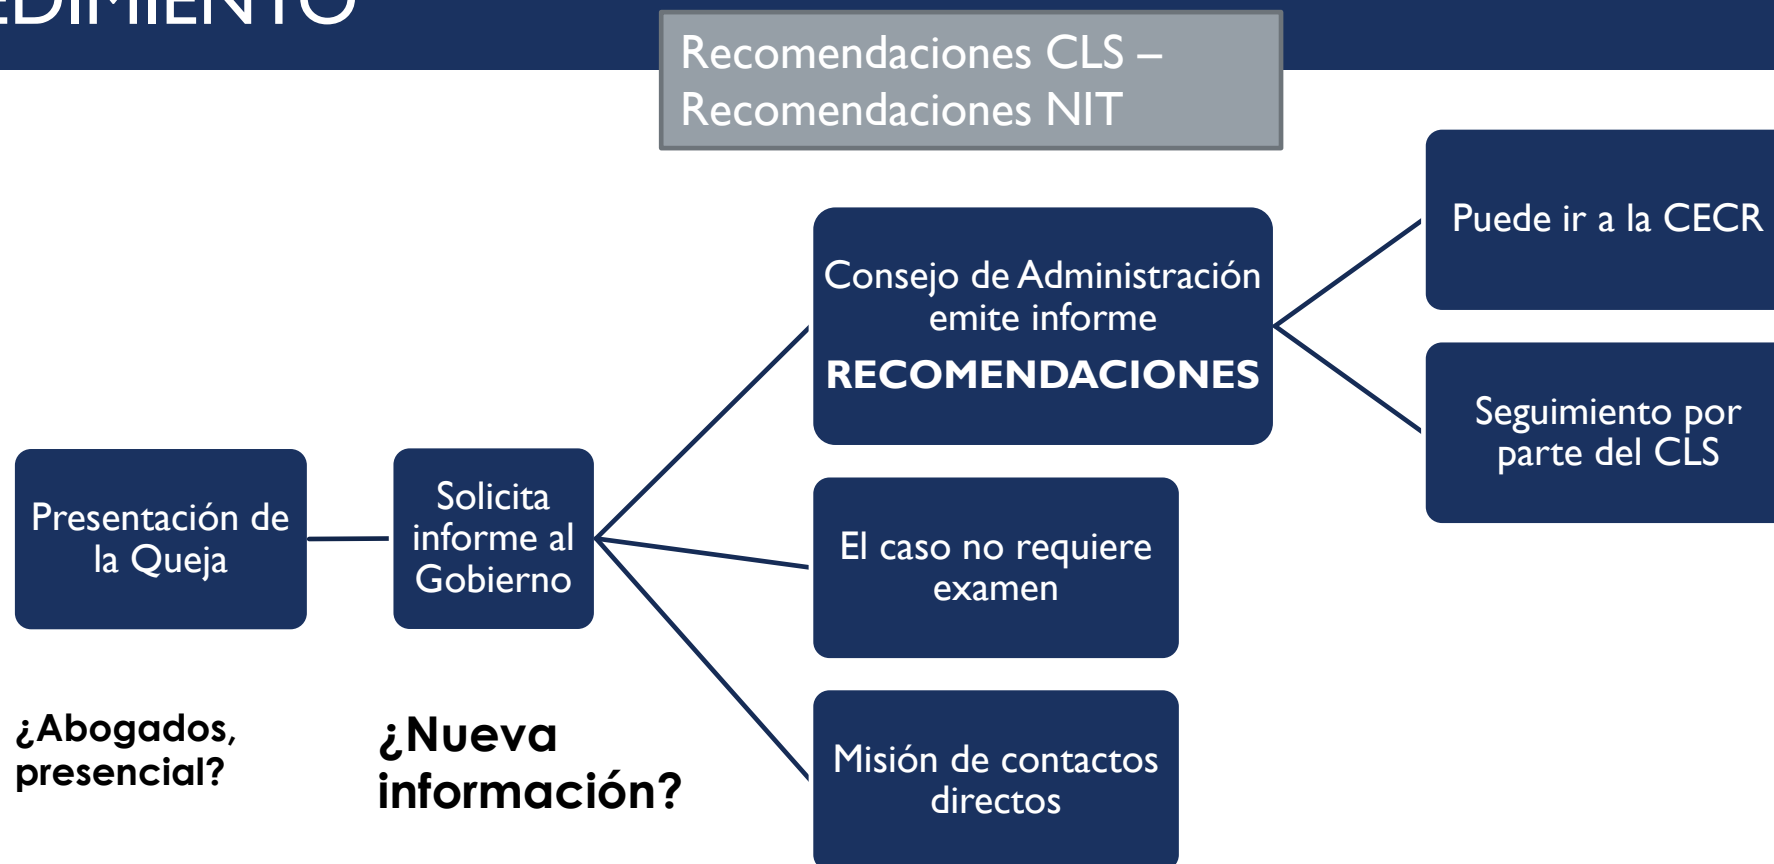 EDIMIENTO
Recomendaciones CLS –
Recomendaciones NIT
Puede ir a la CECR
Consejo de Administración
emite informe
RECOMENDACIONES
Seguimiento por
parte del CLS
Presentación de
la Queja
Solicita
informe al
Gobierno
El caso no requiere
examen
¿Abogados,
presencial?
¿Nueva
información?
Misión de contactos
directos